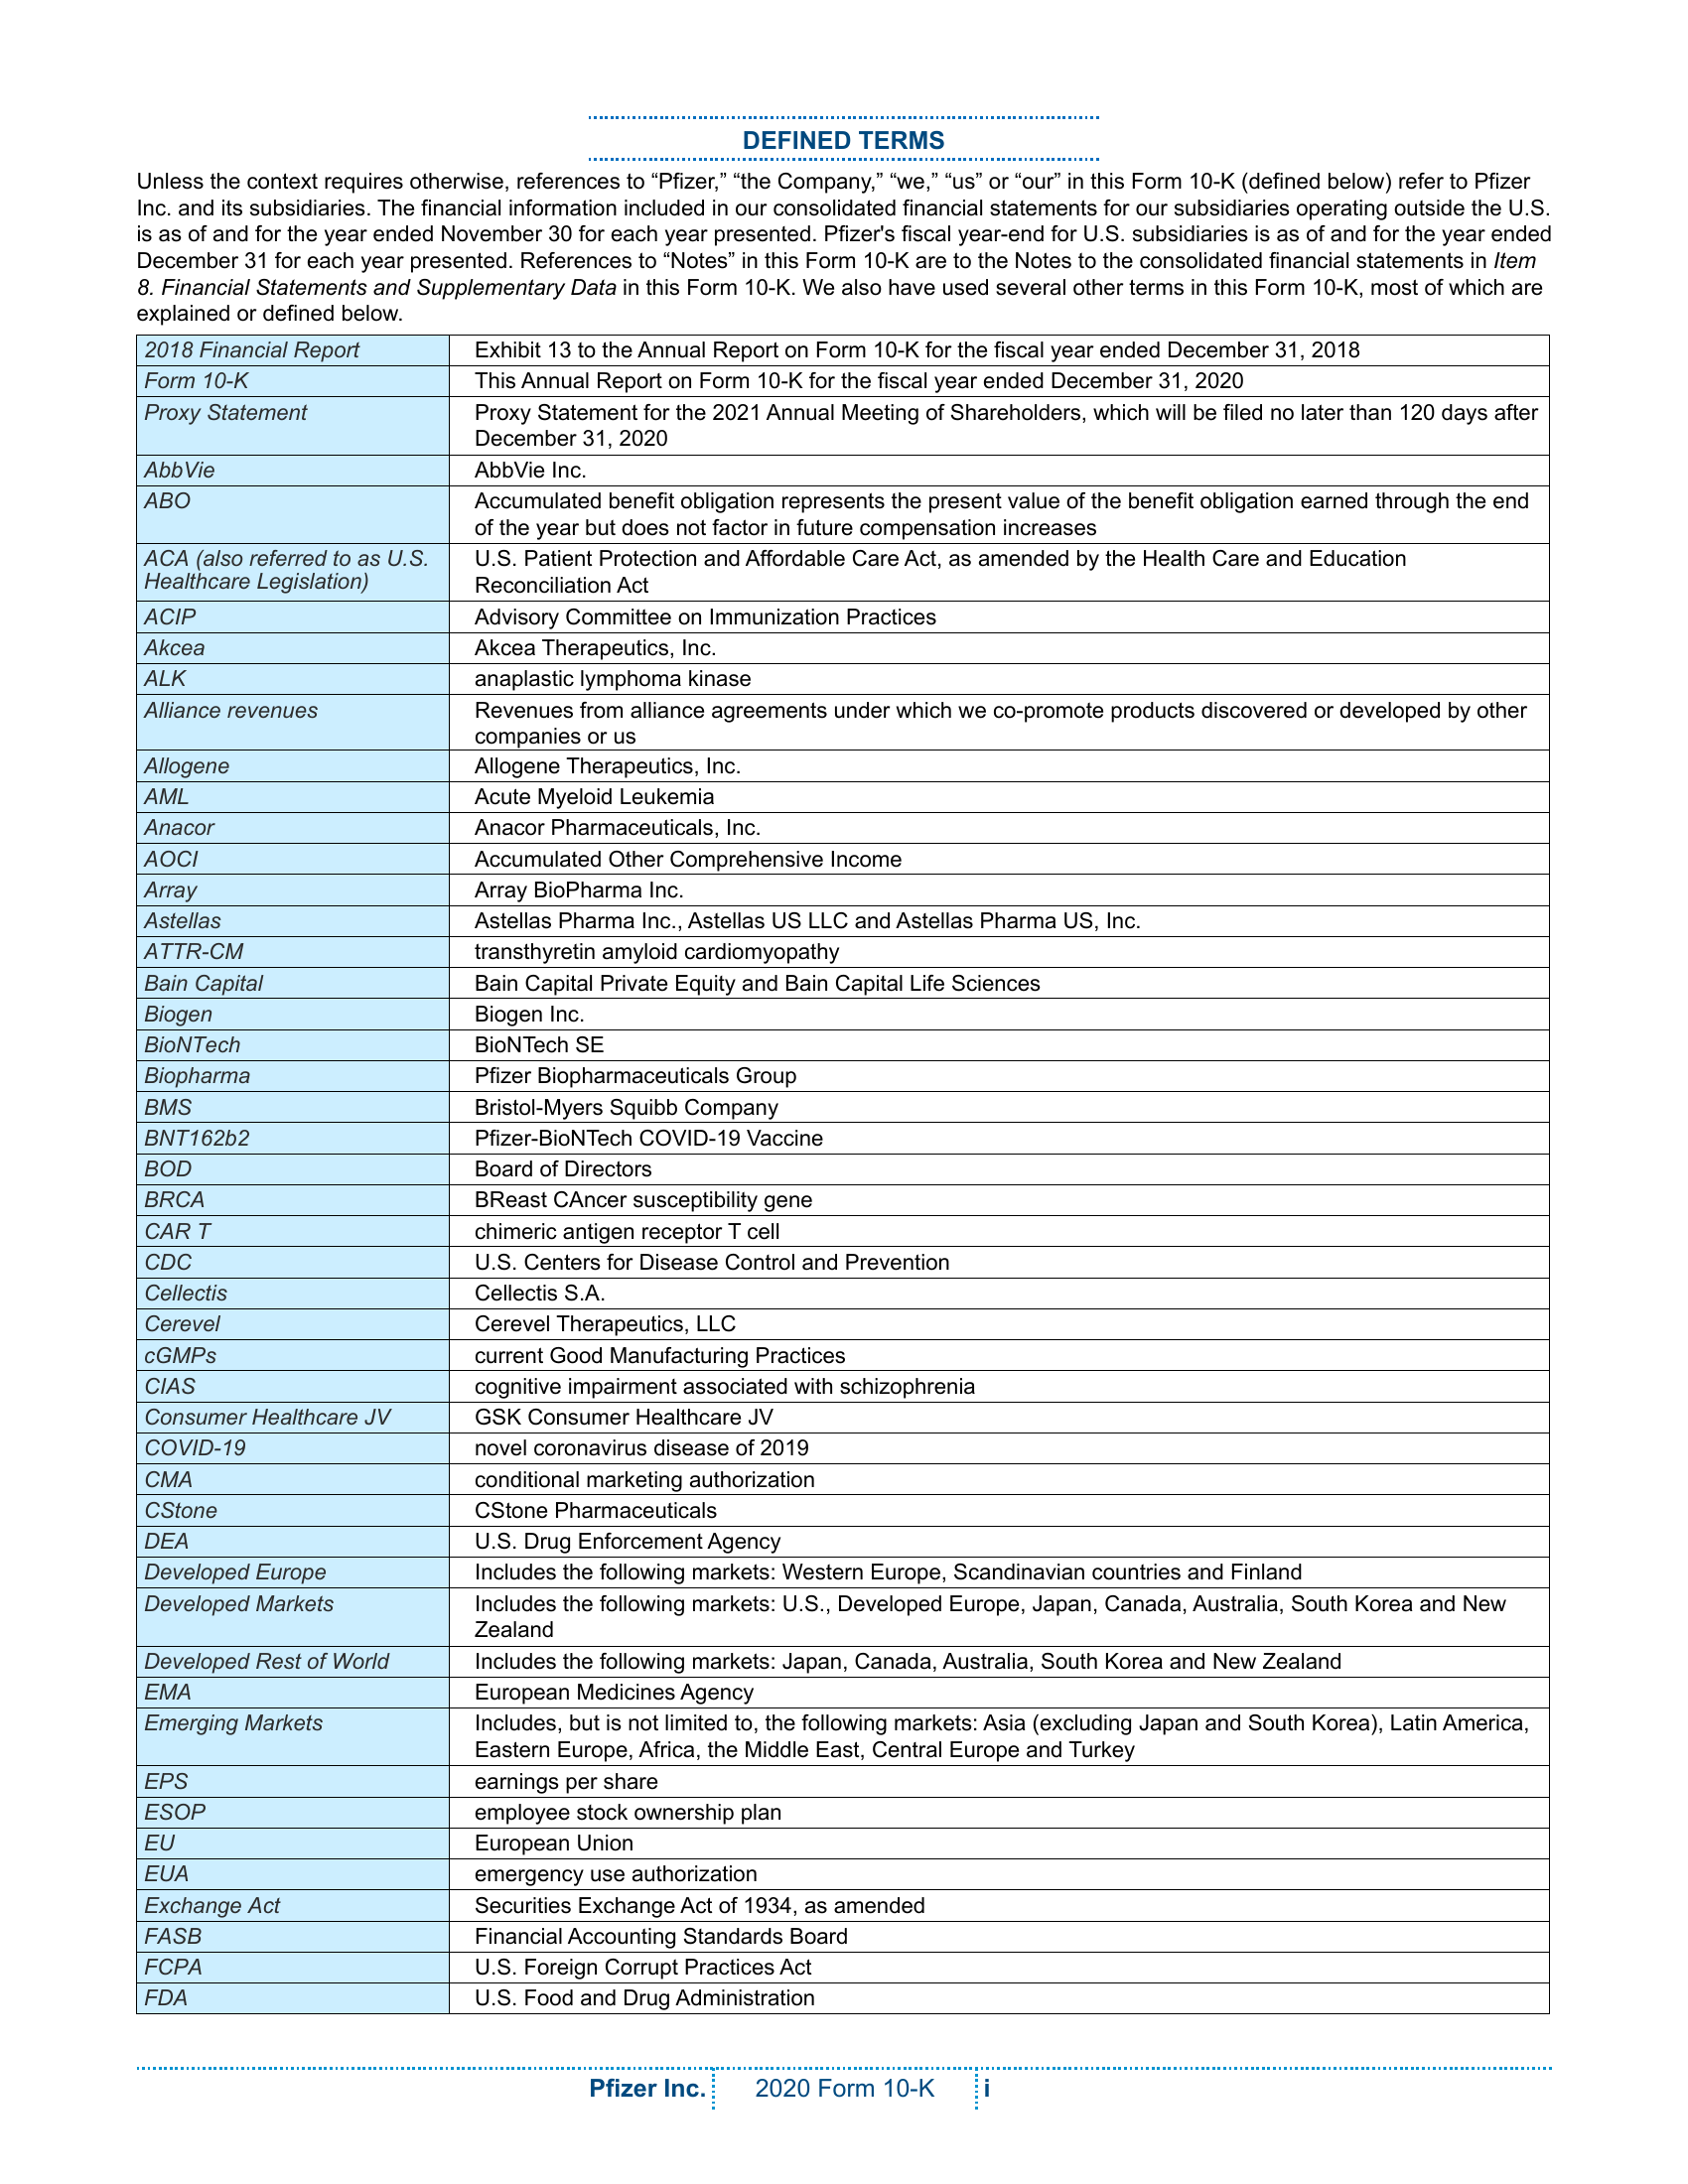 DEFINED TERMS
Unless the context requires otherwise, references to “Pfizer,” “the Company,” “we,” “us” or “our” in this Form 10-K (defined below) refer to Pfizer
Inc. and its subsidiaries. The financial information included in our consolidated financial statements for our subsidiaries operating outside the U.S.
is as of and for the year ended November 30 for each year presented. Pfizer's fiscal year-end for U.S. subsidiaries is as of and for the year ended
December 31 for each year presented. References to “Notes” in this Form 10-K are to the Notes to the consolidated financial statements in Item
8. Financial Statements and Supplementary Data in this Form 10-K. We also have used several other terms in this Form 10-K, most of which are
explained or defined below.
2018 Financial Report Exhibit 13 to the Annual Report on Form 10-K for the fiscal year ended December 31, 2018
Form 10-K This Annual Report on Form 10-K for the fiscal year ended December 31, 2020
Proxy Statement Proxy Statement for the 2021 Annual Meeting of Shareholders, which will be filed no later than 120 days after
December 31, 2020
AbbVie AbbVie Inc.
ABO Accumulated benefit obligation represents the present value of the benefit obligation earned through the end
of the year but does not factor in future compensation increases
ACA (also referred to as U.S. U.S. Patient Protection and Affordable Care Act, as amended by the Health Care and Education
Healthcare Legislation) Reconciliation Act
ACIP Advisory Committee on Immunization Practices
Akcea Akcea Therapeutics, Inc.
ALK anaplastic lymphoma kinase
Alliance revenues Revenues from alliance agreements under which we co-promote products discovered or developed by other
companies or us
Allogene Allogene Therapeutics, Inc.
AML Acute Myeloid Leukemia
Anacor Anacor Pharmaceuticals, Inc.
AOCI Accumulated Other Comprehensive Income
Array Array BioPharma Inc.
Astellas Astellas Pharma Inc., Astellas US LLC and Astellas Pharma US, Inc.
ATTR-CM transthyretin amyloid cardiomyopathy
Bain Capital Bain Capital Private Equity and Bain Capital Life Sciences
Biogen Biogen Inc.
BioNTech BioNTech SE
Biopharma Pfizer Biopharmaceuticals Group
BMS Bristol-Myers Squibb Company
BNT162b2 Pfizer-BioNTech COVID-19 Vaccine
BOD Board of Directors
BRCA BReast CAncer susceptibility gene
CAR T chimeric antigen receptor T cell
CDC U.S. Centers for Disease Control and Prevention
Cellectis Cellectis S.A.
Cerevel Cerevel Therapeutics, LLC
cGMPs current Good Manufacturing Practices
CIAS cognitive impairment associated with schizophrenia
Consumer Healthcare JV GSK Consumer Healthcare JV
COVID-19 novel coronavirus disease of 2019
CMA conditional marketing authorization
CStone CStone Pharmaceuticals
DEA U.S. Drug Enforcement Agency
Developed Europe Includes the following markets: Western Europe, Scandinavian countries and Finland
Developed Markets Includes the following markets: U.S., Developed Europe, Japan, Canada, Australia, South Korea and New
Zealand
Developed Rest of World Includes the following markets: Japan, Canada, Australia, South Korea and New Zealand
EMA European Medicines Agency
Emerging Markets Includes, but is not limited to, the following markets: Asia (excluding Japan and South Korea), Latin America,
Eastern Europe, Africa, the Middle East, Central Europe and Turkey
EPS earnings per share
ESOP employee stock ownership plan
EU European Union
EUA emergency use authorization
Exchange Act Securities Exchange Act of 1934, as amended
FASB Financial Accounting Standards Board
FCPA U.S. Foreign Corrupt Practices Act
FDA U.S. Food and Drug Administration
Pfizer Inc. 2020 Form 10-K i